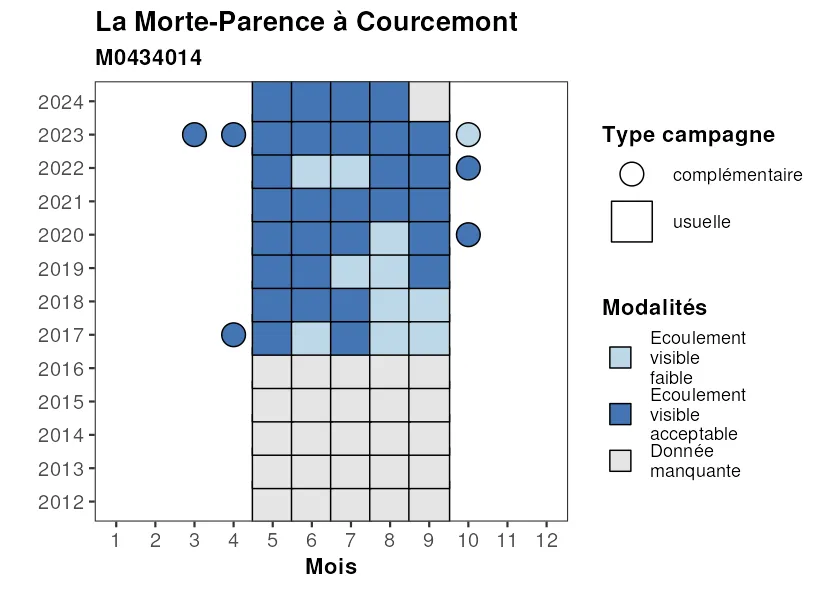 La Morte-Parence à Courcemont
M0434014
2024
2023
2022
2021
2020
2019
2018
2017
2016
2015
2014
2013
2012
1 2 3 4 5 6 7 8 9 10 11 12
Mois
Type campagne
complémentaire
usuelle
Modalités
Ecoulement
visible
faible
Ecoulement
visible
acceptable
Donnée
manquante